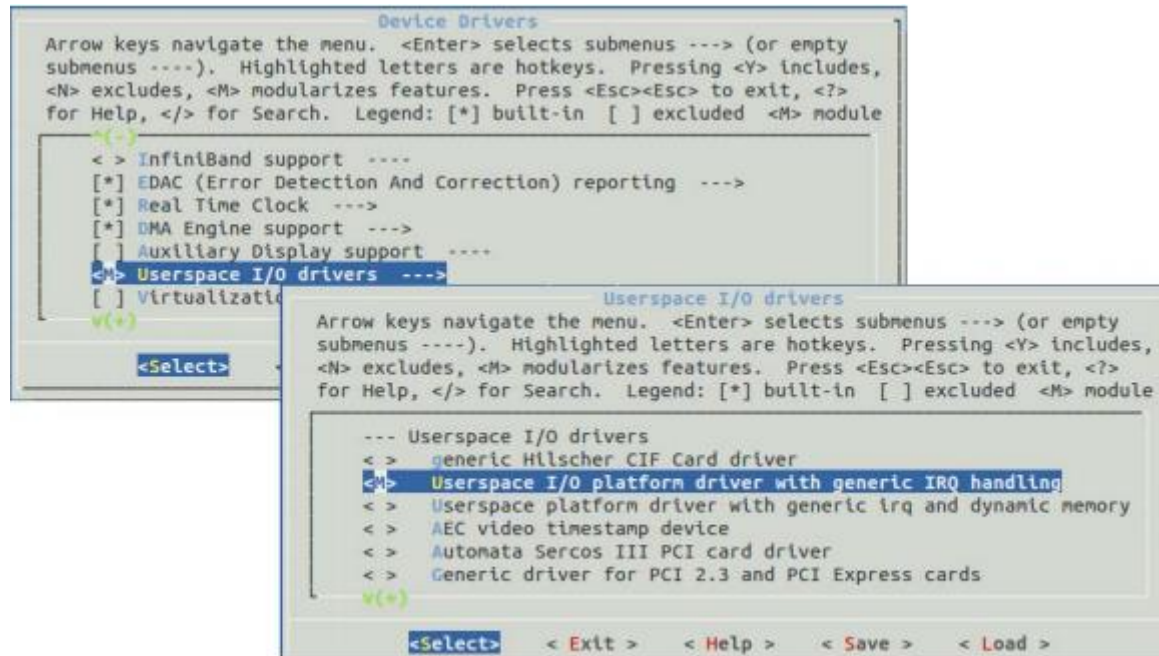 Device Drivers
Arrow keys navigate the menu.  <Enter> selects submenus ---> (or empty
submenus ----).  Highlighted letters are hotkeys.  Pressing <Y> includes,
<N> excludes, <M> modularizes features.  Press <Esc><Esc> to exit, <?>
for Help, </> for Search.  Legend: [*] built-in  [ ] excluded  <M> module
^(-)
< > InfiniBand support  ----
[*] EDAC (Error Detection And Correction) reporting  --->
[*] Real Time Clock  --->
[*] DMA Engine support  --->
[ ] Auxiliary Display support  ----
<M> Userspace I/O drivers  --->
[ ] Virtualizatio
v(+)
<Select>  <
Userspace I/O drivers
Arrow keys navigate the menu.  <Enter> selects submenus ---> (or empty
submenus ----).  Highlighted letters are hotkeys.  Pressing <Y> includes,
<N> excludes, <M> modularizes features.  Press <Esc><Esc> to exit, <?>
for Help, </> for Search.  Legend: [*] built-in  [ ] excluded  <M> module
--- Userspace I/O drivers
< >   generic Hilscher CIF Card driver
<M>   Userspace I/O platform driver with generic IRQ handling
< >   Userspace platform driver with generic irq and dynamic memory
< >   AEC video timestamp device
< >   Automata Sercos III PCI card driver
< >   Generic driver for PCI 2.3 and PCI Express cards
v(+)
<Select>    < Exit >    < Help >    < Save >    < Load >